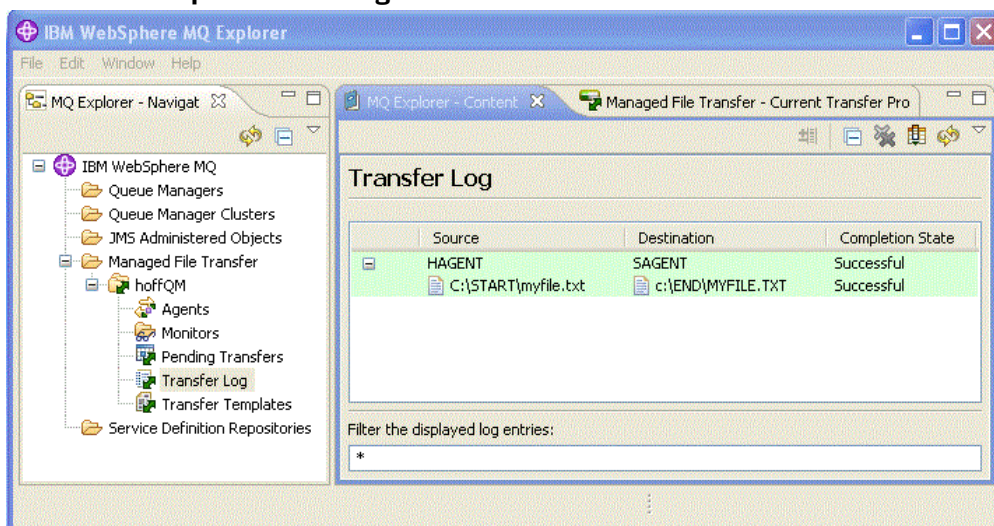 IBM WebSphere MQ Explorer
File Edit Window Help
MQ Explorer - Navigat
MQ Explorer - Content
Managed File Transfer - Current Transfer Pro
IBM WebSphere MQ
Queue Managers
Queue Manager Clusters
JMS Administered Objects
Managed File Transfer
hoffQM
Agents
Monitors
Pending Transfers
Transfer Log
Transfer Templates
Service Definition Repositories
Transfer Log
Source Destination Completion State
HAGENT SAGENT Successful
C:\START\myfile.txt c:\END\MYFILE.TXT Successful
Filter the displayed log entries:
*